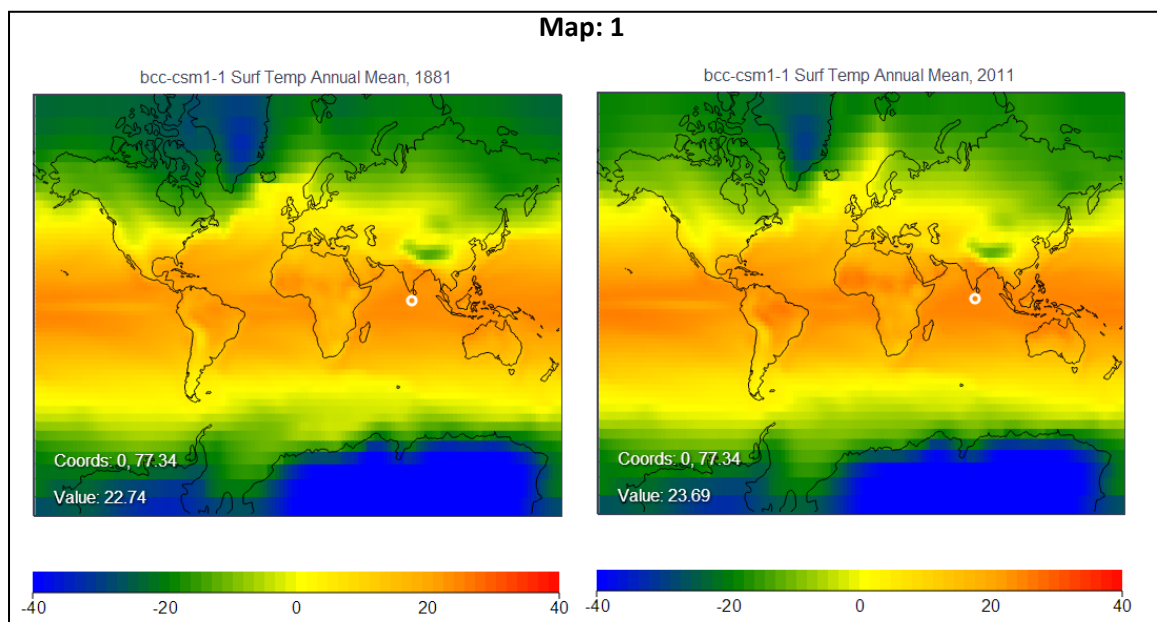 Map: 1
bcc-csm1-1 Surf Temp Annual Mean, 1881
Coords: 0, 77.34
Value: 22.74
-40 -20 0 20 40
bcc-csm1-1 Surf Temp Annual Mean, 2011
Coords: 0, 77.34
Value: 23.69
-40 -20 0 20 40